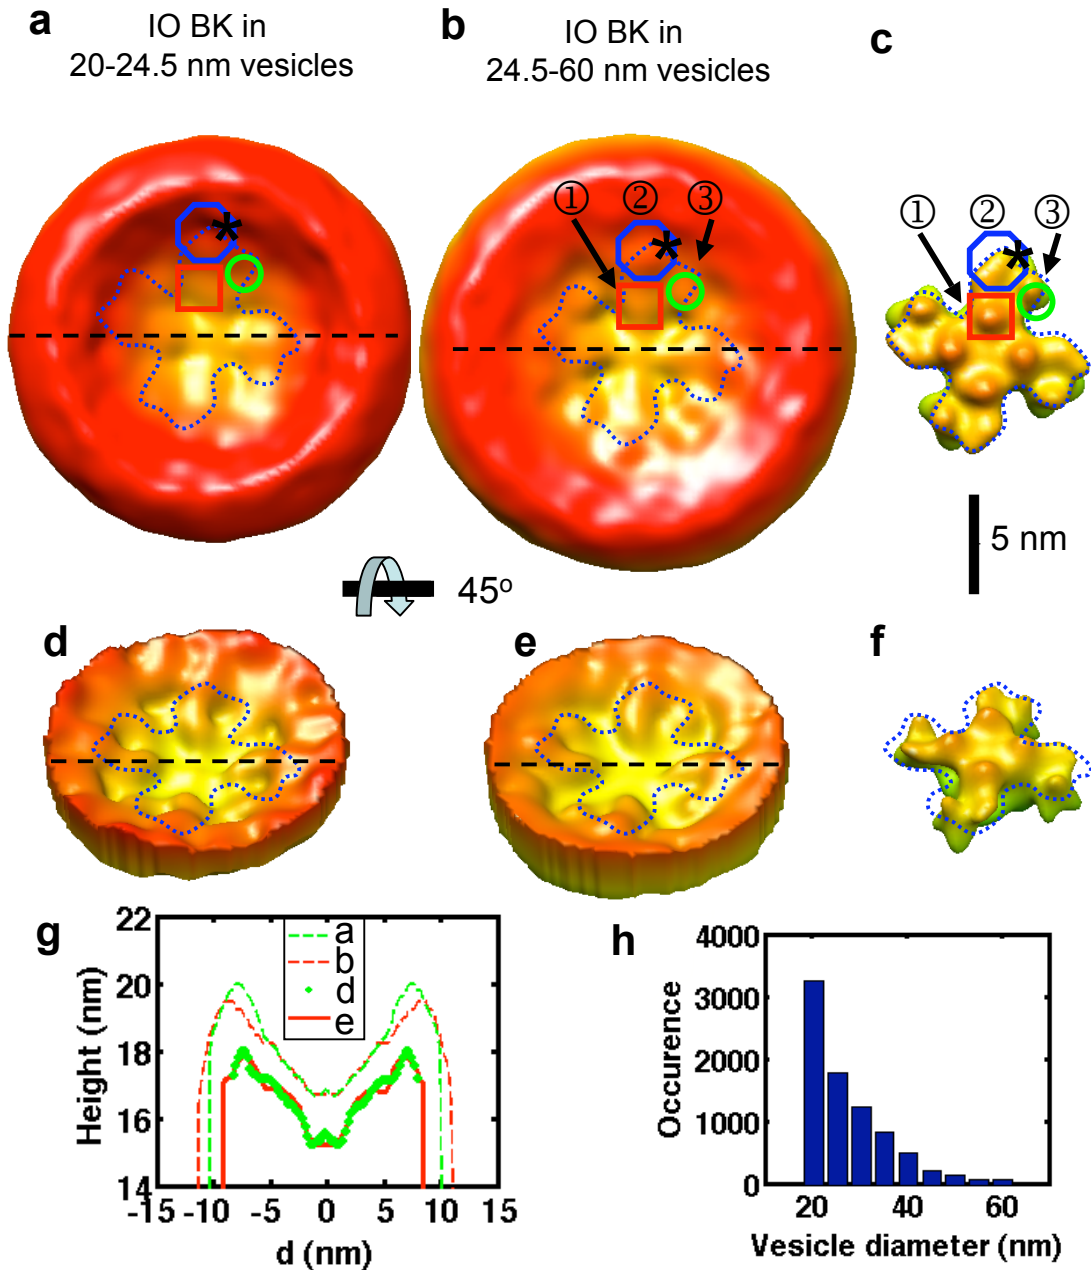 a
IO BK in
20-24.5 nm vesicles
b
IO BK in
24.5-60 nm vesicles
c
*
① ② ③
*
① ② ③
*
5 nm
45º
d
e
f
g
22
20
18
16
14
-15 -10 -5 0 5 10 15
Height (nm)
d (nm)
a
b
d
e
h
4000
3000
2000
1000
0
20 40 60
Occurence
Vesicle diameter (nm)